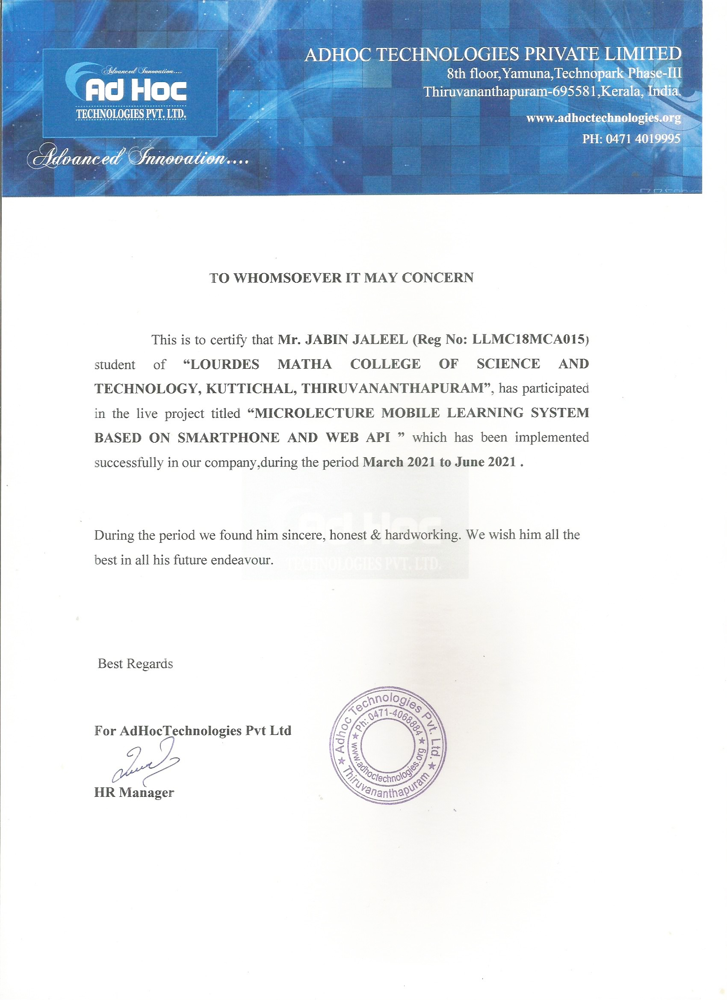 Advanced Innovation....
Ad Hoc
TECHNOLOGIES PVT. LTD.
Advanced Innovation....
ADHOC TECHNOLOGIES PRIVATE LIMITED
8th floor,Yamuna,Technopark Phase-III
Thiruvananthapuram-695581,Kerala, India.
www.adhoctechnologies.org
PH: 0471 4019995
TO WHOMSOEVER IT MAY CONCERN
This is to certify that Mr. JABIN JALEEL (Reg No: LLMC18MCA015)
student of “LOURDES MATHA COLLEGE OF SCIENCE AND
TECHNOLOGY, KUTTICHAL, THIRUVANANTHAPURAM”, has participated
in the live project titled “MICROLECTURE MOBILE LEARNING SYSTEM
BASED ON SMARTPHONE AND WEB API ” which has been implemented
successfully in our company,during the period March 2021 to June 2021 .
Ad Hoc
TECHNOLOGIES PVT. LTD.
During the period we found him sincere, honest & hardworking. We wish him all the
best in all his future endeavour.
Best Regards
For AdHocTechnologies Pvt Ltd
HR Manager
Adhoc Technologies Pvt. Ltd.
Thiruvananthapuram
Ph: 0471-4068884
www.adhoctechnologies.org